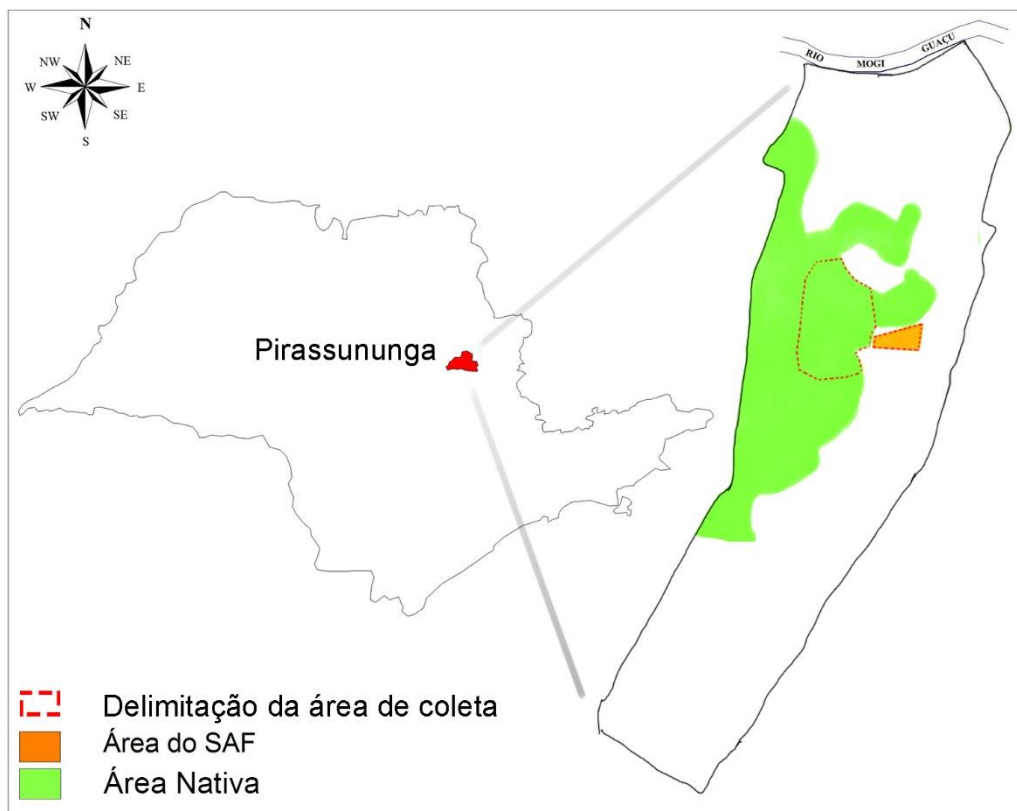 N
NW
NE
W
E
SW
SE
S
RIO
MOGI
GUAÇU
Pirassununga
Delimitação da área de coleta
Área do SAF
Área Nativa